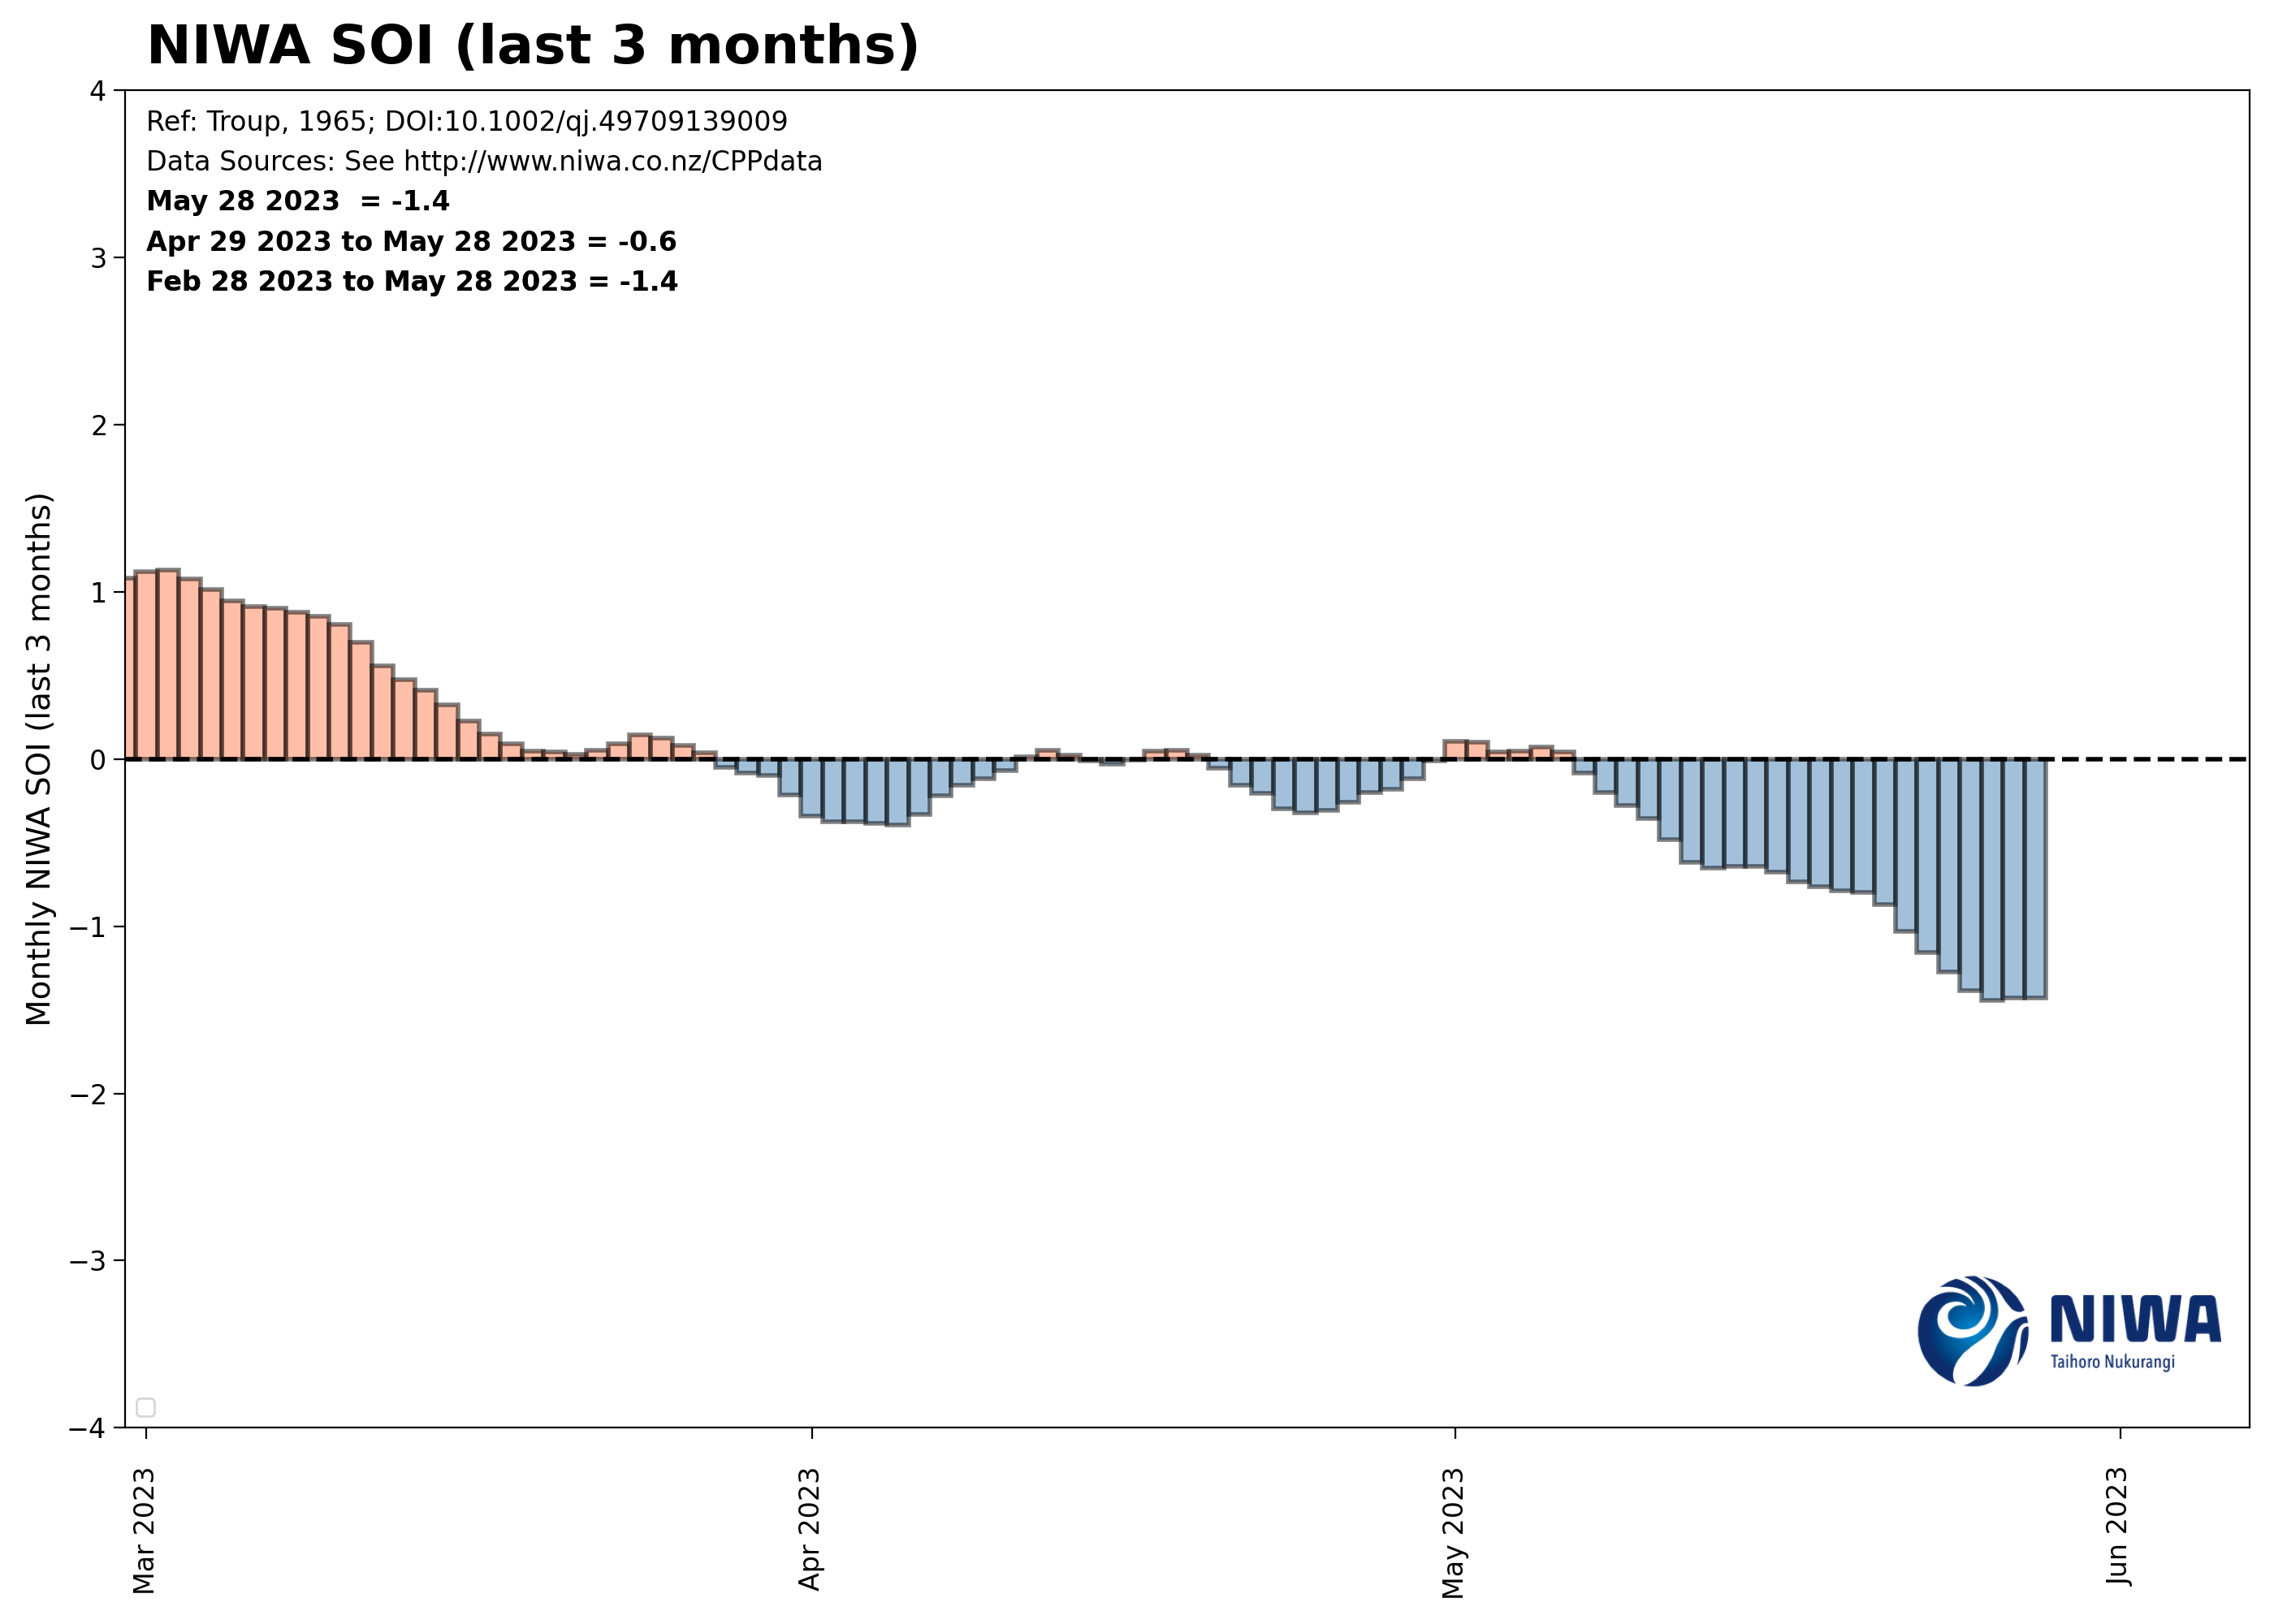 NIWA SOI (last 3 months)
Ref: Troup, 1965; DOI:10.1002/qj.49709139009
Data Sources: See http://www.niwa.co.nz/CPPdata
May 28 2023  = -1.4
Apr 29 2023 to May 28 2023 = -0.6
Feb 28 2023 to May 28 2023 = -1.4
Monthly NIWA SOI (last 3 months)
4
3
2
1
0
−1
−2
−3
−4
NIWA
Taihoro Nukurangi
Mar 2023
Apr 2023
May 2023
Jun 2023